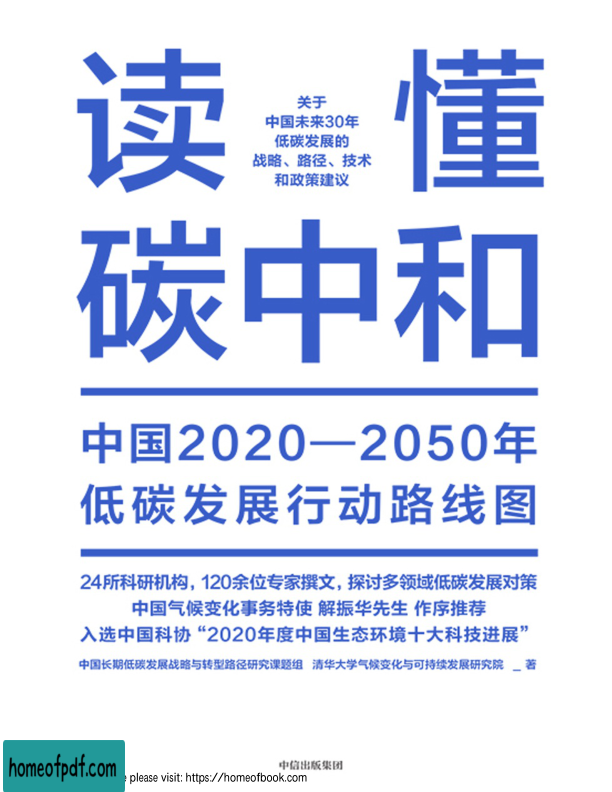 读懂
关于
中国未来30年
低碳发展的
战略、路径、技术
和政策建议
碳中和
中国2020—2050年
低碳发展行动路线图
24所科研机构，120余位专家撰文，探讨多领域低碳发展对策
中国气候变化事务特使 解振华先生 作序推荐
入选中国科协“2020年度中国生态环境十大科技进展”
中国长期低碳发展战略与转型路径研究课题组 清华大学气候变化与可持续发展研究院 _ 著
中信出版集团
homeofpdf.com
e please visit: https://homeofbook.com